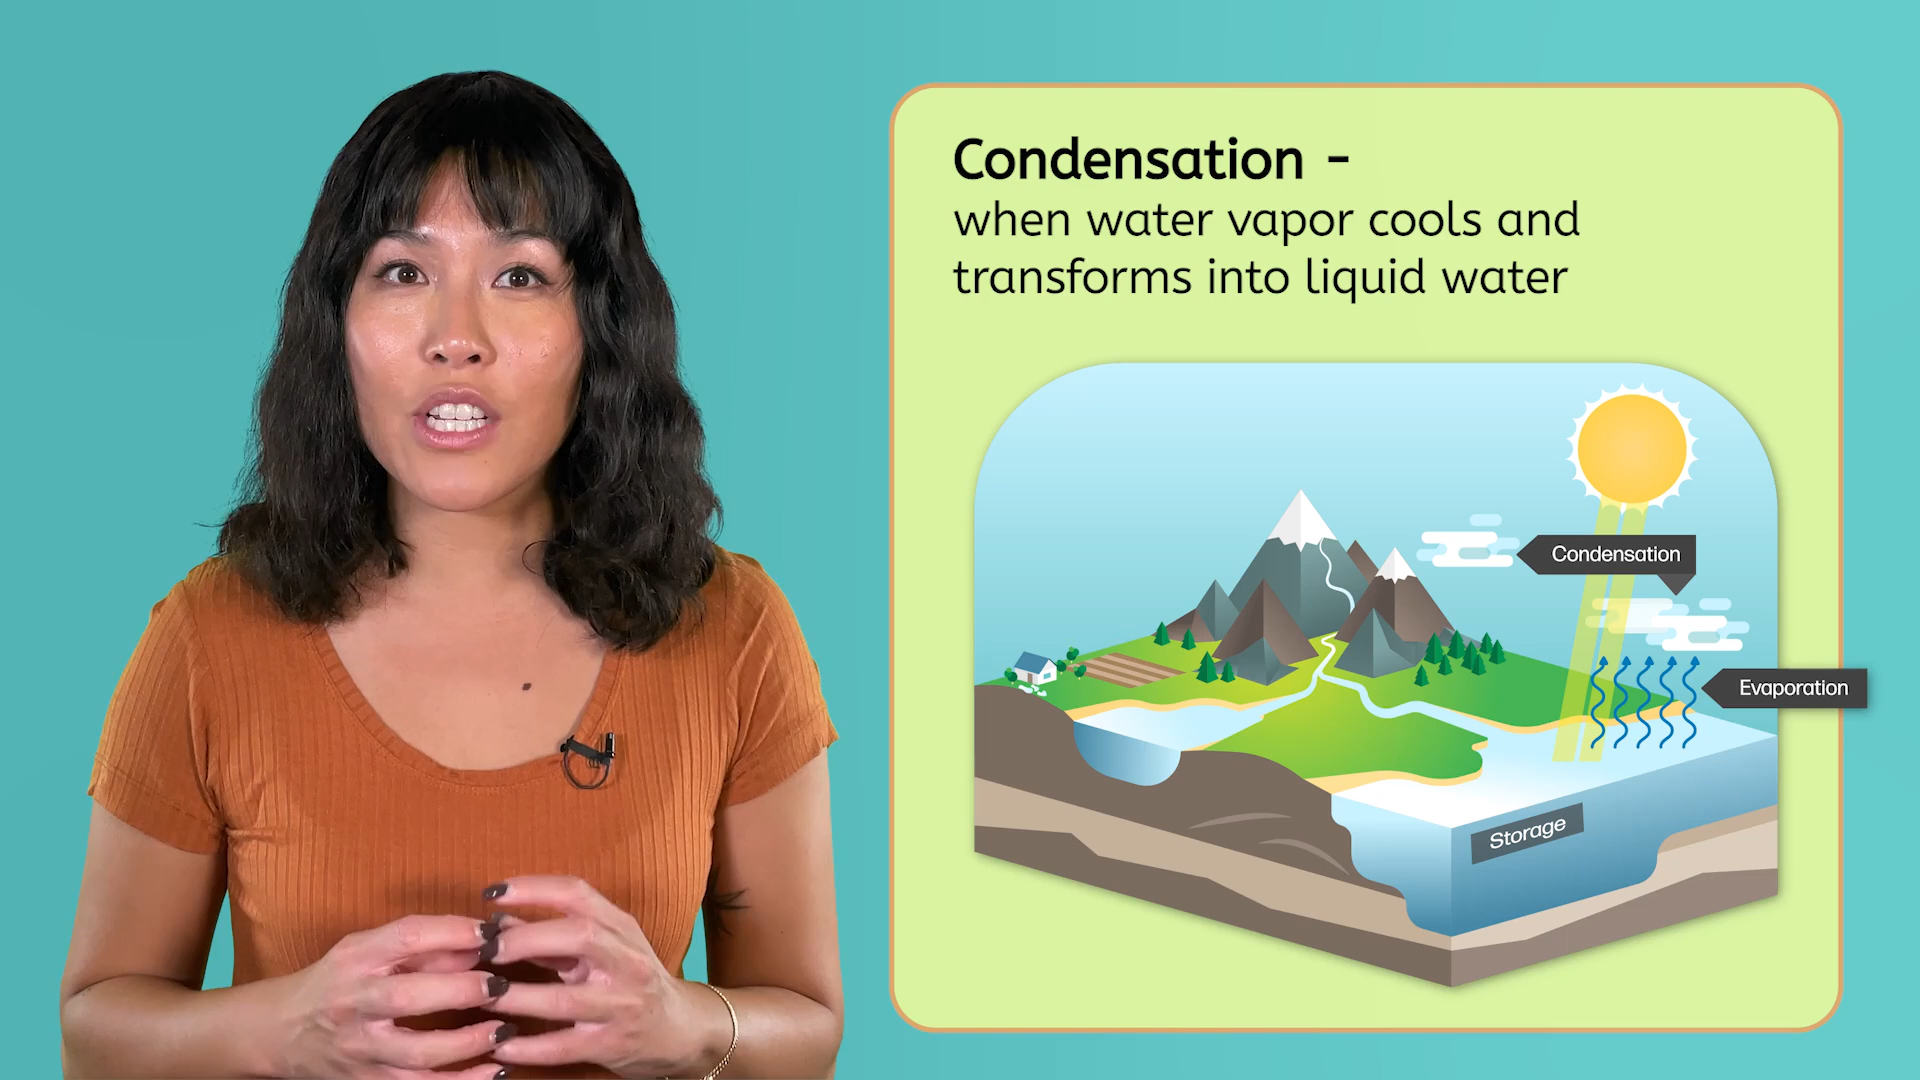 Condensation -
when water vapor cools and
transforms into liquid water
Condensation
Evaporation
Storage